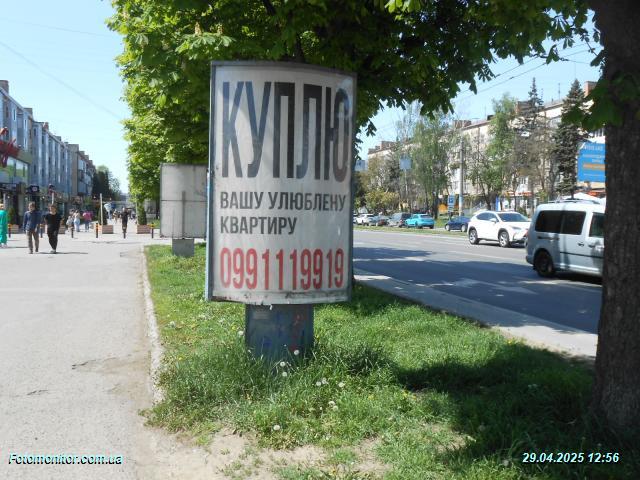 КУПЛЮ
ВАШУ УЛЮБЛЕНУ
КВАРТИРУ
0991119919
Fotomonitor.com.ua
29.04.2025 12:56